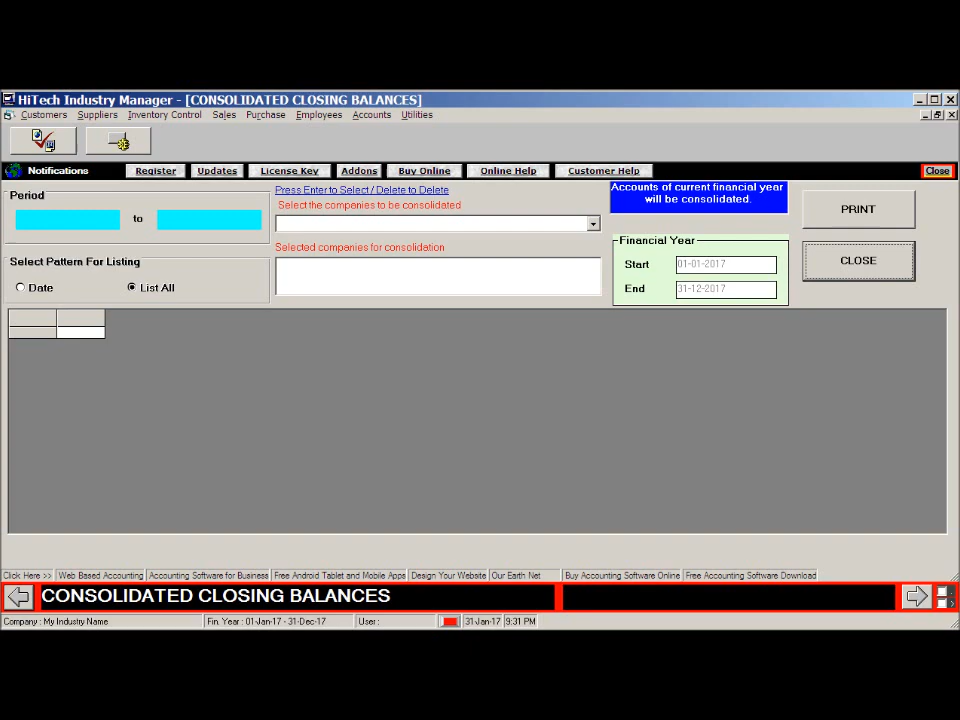 HiTech Industry Manager - [CONSOLIDATED CLOSING BALANCES]
Customers Suppliers Inventory Control Sales Purchase Employees Accounts Utilities
Notifications Register Updates License Key Addons Buy Online Online Help Customer Help Close
Period
to
Select Pattern For Listing
Date List All
Press Enter to Select / Delete to Delete
Select the companies to be consolidated
Selected companies for consolidation
Accounts of current financial year
will be consolidated.
Financial Year
Start 01-01-2017
End 31-12-2017
PRINT
CLOSE
Click Here >> Web Based Accounting Accounting Software for Business Free Android Tablet and Mobile Apps Design Your Website Our Earth Net Buy Accounting Software Online Free Accounting Software Download
CONSOLIDATED CLOSING BALANCES
Company : My Industry Name Fin. Year : 01-Jan-17 - 31-Dec-17 User : 31-Jan-17 9:31 PM